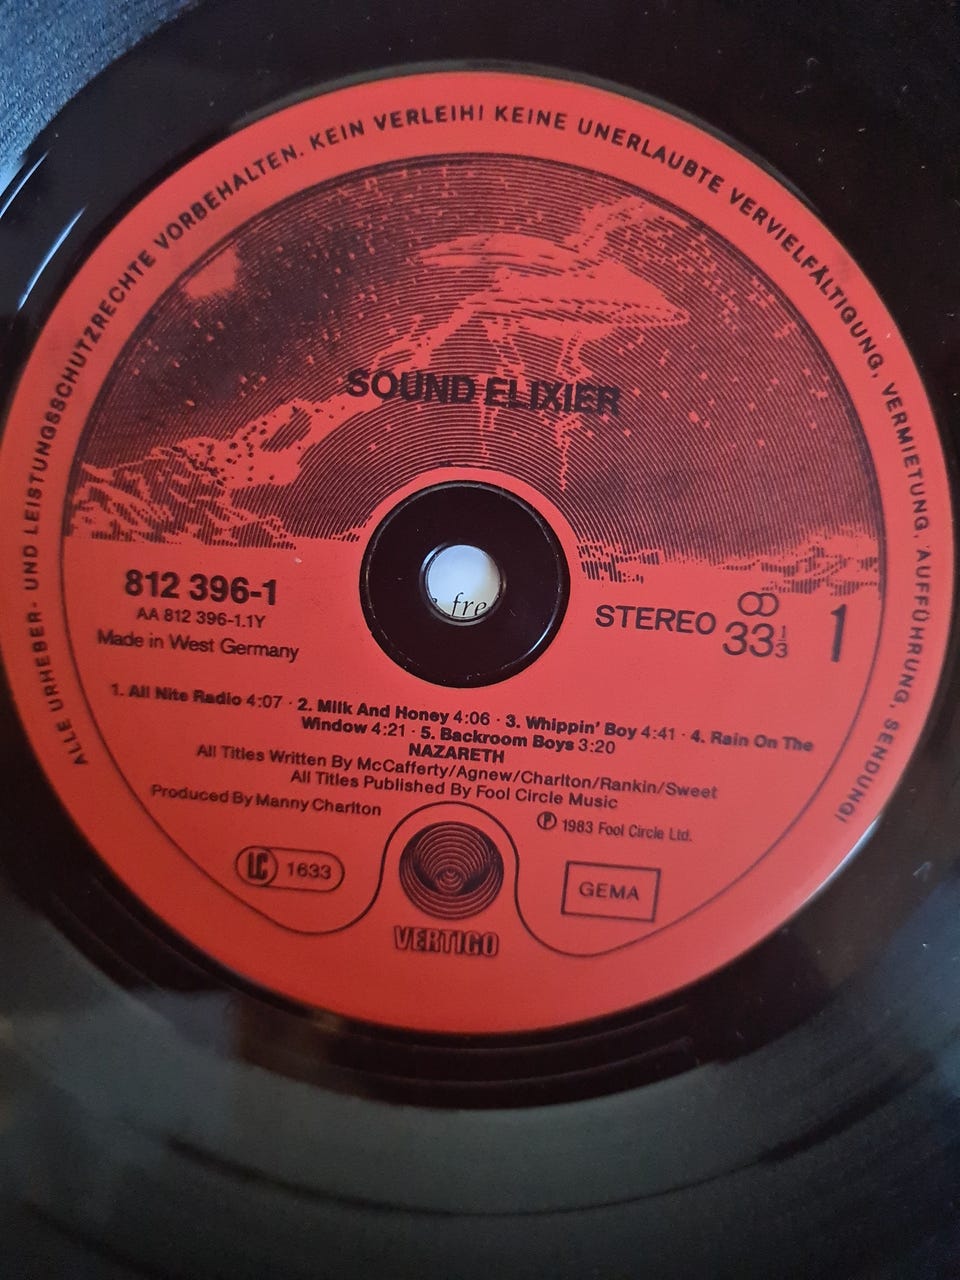 ALLE URHEBER- UND LEISTUNGSSCHUTZRECHTE VORBEHALTEN. KEIN VERLEIH! KEINE UNERLAUBTE VERVIELFÄLTIGUNG, VERMIETUNG, AUFFÜHRUNG, SENDUNG!
SOUND ELIXIER
812 396-1
AA 812 396-1.1Y
Made in West Germany
fre
STEREO 33 1/3
1
1. All Nite Radio 4:07 · 2. Milk And Honey 4:06 · 3. Whippin' Boy 4:41 · 4. Rain On The
Window 4:21 · 5. Backroom Boys 3:20
NAZARETH
All Titles Written By McCafferty/Agnew/Charlton/Rankin/Sweet
All Titles Published By Fool Circle Music
Produced By Manny Charlton
℗ 1983 Fool Circle Ltd.
LC 1633
GEMA
VERTIGO